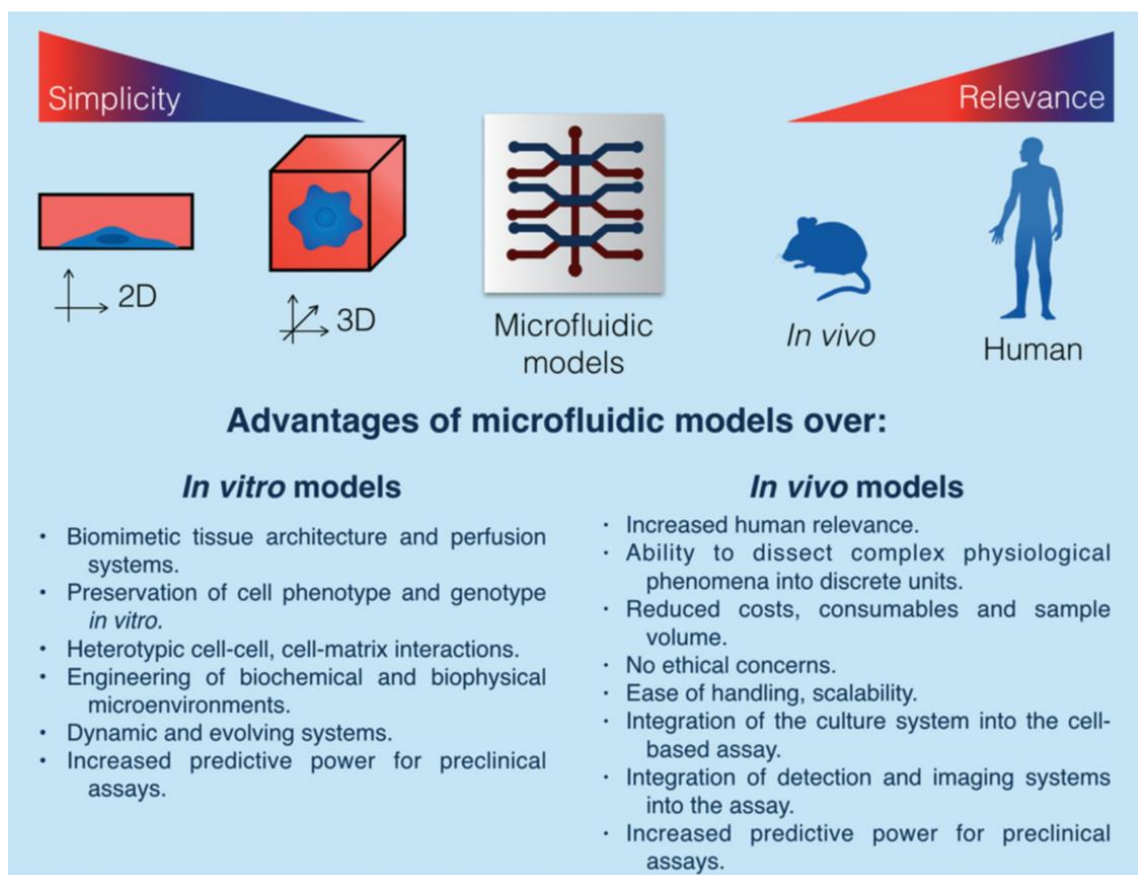 Simplicity
Relevance
2D
3D
Microfluidic
models
In vivo
Human
Advantages of microfluidic models over:
In vitro models
• Biomimetic tissue architecture and perfusion
systems.
• Preservation of cell phenotype and genotype
in vitro.
• Heterotypic cell-cell, cell-matrix interactions.
• Engineering of biochemical and biophysical
microenvironments.
• Dynamic and evolving systems.
• Increased predictive power for preclinical
assays.
In vivo models
· Increased human relevance.
· Ability to dissect complex physiological
phenomena into discrete units.
· Reduced costs, consumables and sample
volume.
· No ethical concerns.
· Ease of handling, scalability.
· Integration of the culture system into the cell-
based assay.
· Integration of detection and imaging systems
into the assay.
· Increased predictive power for preclinical
assays.